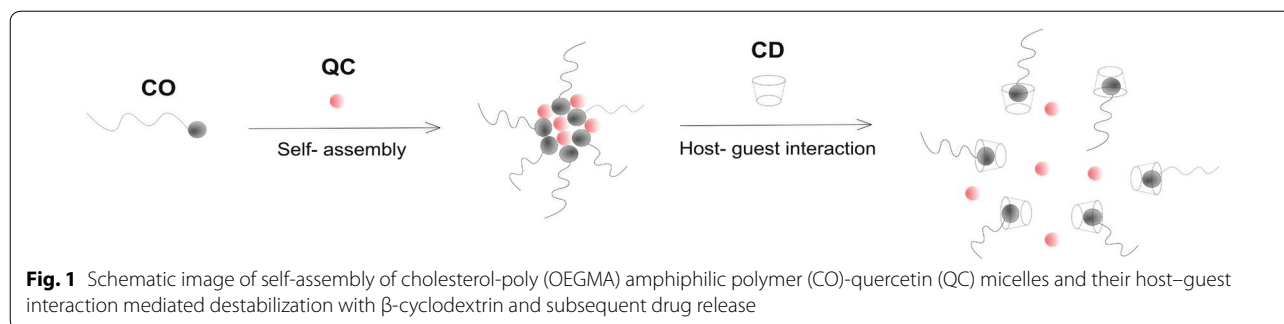 CO
QC
Self- assembly
CD
Host- guest interaction
Fig. 1 Schematic image of self-assembly of cholesterol-poly (OEGMA) amphiphilic polymer (CO)-quercetin (QC) micelles and their host–guest
interaction mediated destabilization with β-cyclodextrin and subsequent drug release